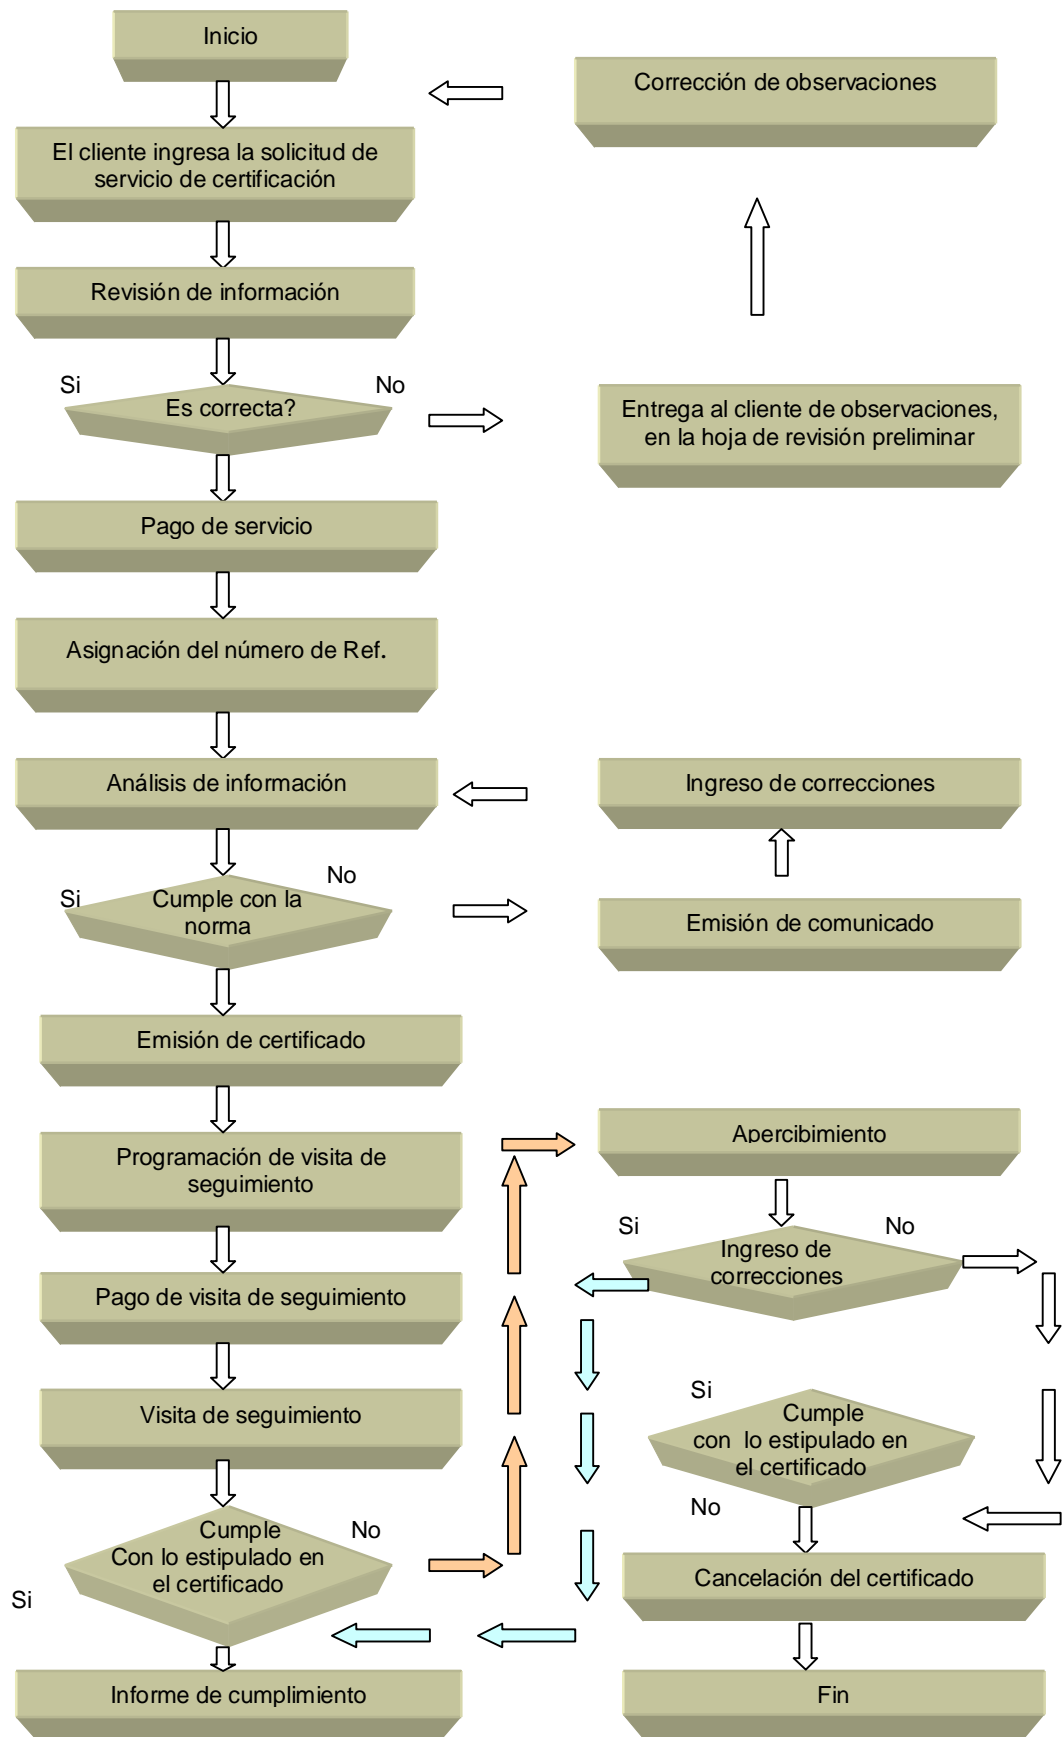 Inicio
Corrección de observaciones
El cliente ingresa la solicitud de
servicio de certificación
Revisión de información
Si
No
Es correcta?
Entrega al cliente de observaciones,
en la hoja de revisión preliminar
Pago de servicio
Asignación del número de Ref.
Análisis de información
Ingreso de correcciones
No
Si
Cumple con la
norma
Emisión de comunicado
Emisión de certificado
Apercibimiento
Programación de visita de
seguimiento
Si
No
Ingreso de
correcciones
Pago de visita de seguimiento
Si
Visita de seguimiento
Cumple
con lo estipulado en
el certificado
No
Cumple
No
Con lo estipulado en
el certificado
Si
Cancelación del certificado
Informe de cumplimiento
Fin